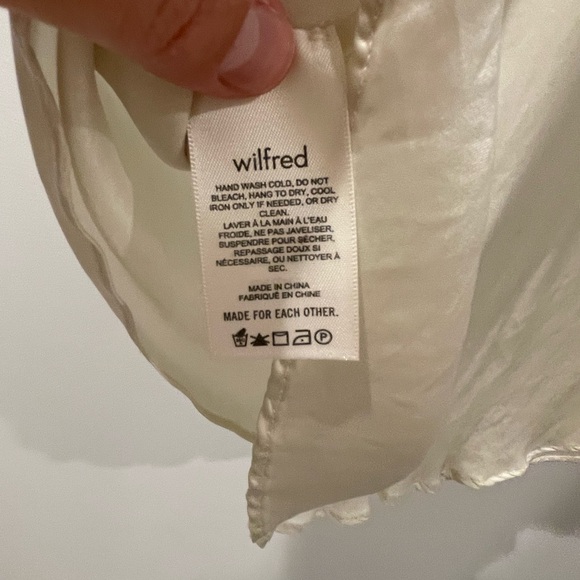 wilfred
HAND WASH COLD, DO NOT
BLEACH, HANG TO DRY, COOL
IRON ONLY IF NEEDED, OR DRY
CLEAN.
LAVER À LA MAIN À L'EAU
FROIDE, NE PAS JAVELISER,
SUSPENDRE POUR SÉCHER,
REPASSAGE DOUX SI
NÉCESSAIRE, OU NETTOYER À
SEC.
MADE IN CHINA
FABRIQUÉ EN CHINE
MADE FOR EACH OTHER.
P